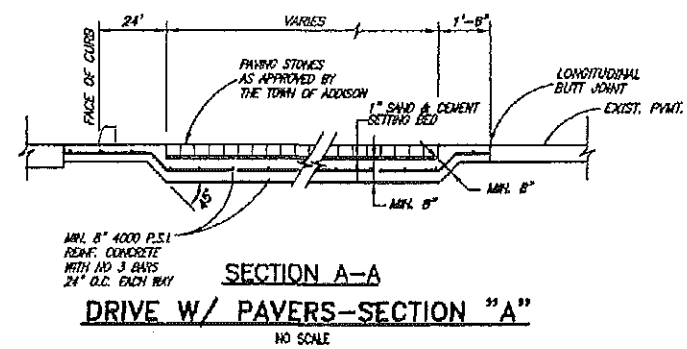 24'
VARIES
1'-6"
FACE OF CURB
PAVING STONES
AS APPROVED BY
THE TOWN OF ADDISON
1" SAND & CEMENT
SETTING BED
LONGITUDINAL
BUTT JOINT
EXIST. PVMT.
45°
MIN. 8"
MIN. 8"
MIN. 8" 4000 P.S.I.
REINF. CONCRETE
WITH NO 3 BARS
24" O.C. EACH WAY
SECTION A-A
DRIVE W/ PAVERS-SECTION "A"
NO SCALE